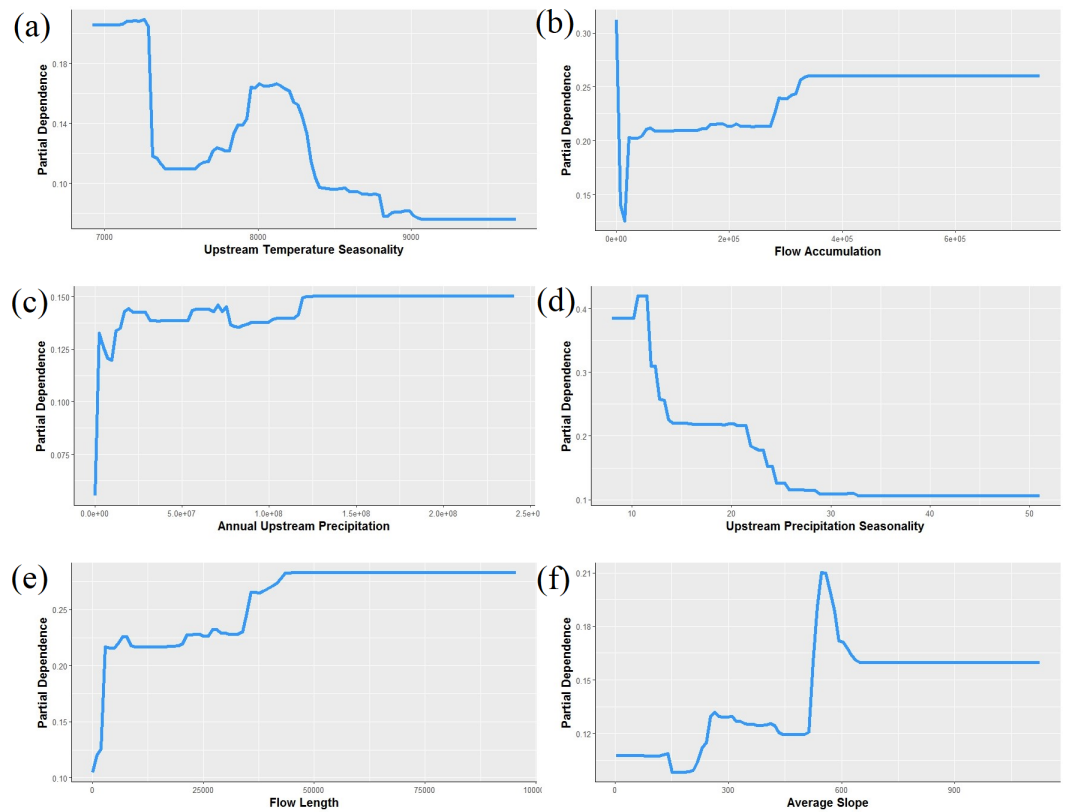 (a)
Partial Dependence
0.18
0.14
0.10
7000 8000 9000
Upstream Temperature Seasonality
(b)
Partial Dependence
0.30
0.25
0.20
0.15
0e+00 2e+05 4e+05 6e+05
Flow Accumulation
(c)
Partial Dependence
0.150
0.125
0.100
0.075
0.0e+00 5.0e+07 1.0e+08 1.5e+08 2.0e+08 2.5e+0
Annual Upstream Precipitation
(d)
Partial Dependence
0.4
0.3
0.2
0.1
10 20 30 40 50
Upstream Precipitation Seasonality
(e)
Partial Dependence
0.25
0.20
0.15
0.10
0 25000 50000 75000 10000
Flow Length
(f)
Partial Dependence
0.21
0.18
0.15
0.12
0 300 600 900
Average Slope